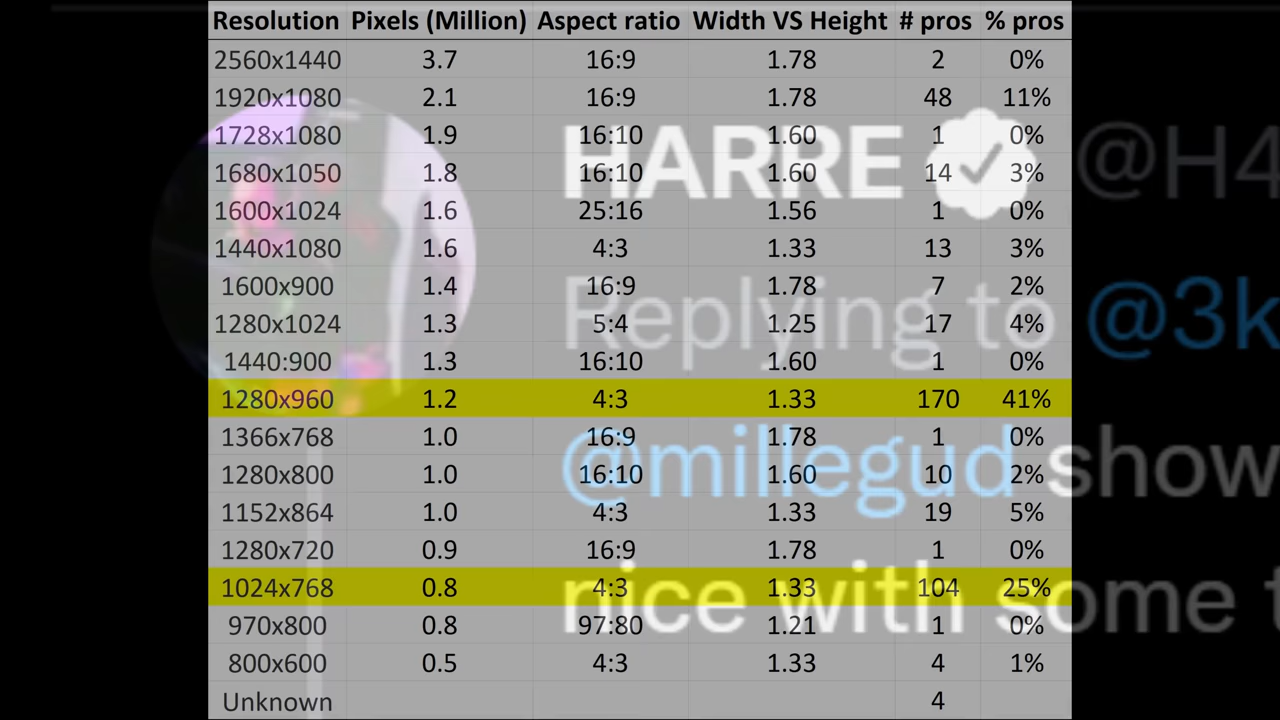 Resolution Pixels (Million) Aspect ratio Width VS Height # pros % pros
2560x1440 3.7 16:9 1.78 2 0%
1920x1080 2.1 16:9 1.78 48 11%
1728x1080 1.9 16:10 1.60 1 0%
HARRE @H4
1680x1050 1.8 16:10 1.60 14 3%
1600x1024 1.6 25:16 1.56 1 0%
1440x1080 1.6 4:3 1.33 13 3%
1600x900 1.4 16:9 1.78 7 2%
Replying to @3k
1280x1024 1.3 5:4 1.25 17 4%
1440:900 1.3 16:10 1.60 1 0%
1280x960 1.2 4:3 1.33 170 41%
1366x768 1.0 16:9 1.78 1 0%
@millegud show
1280x800 1.0 16:10 1.60 10 2%
1152x864 1.0 4:3 1.33 19 5%
1280x720 0.9 16:9 1.78 1 0%
1024x768 0.8 4:3 1.33 104 25%
nice with some t
970x800 0.8 97:80 1.21 1 0%
800x600 0.5 4:3 1.33 4 1%
Unknown 4